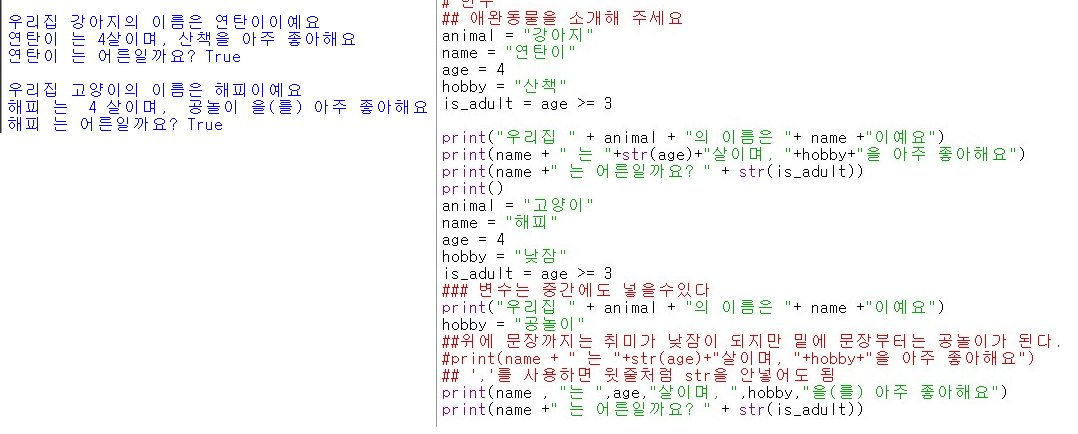 우리집 강아지의 이름은 연탄이이예요
연탄이 는 4살이며, 산책을 아주 좋아해요
연탄이 는 어른일까요? True
우리집 고양이의 이름은 해피이예요
해피 는  4 살이며,  공놀이 을(를) 아주 좋아해요
해피 는 어른일까요? True
## 애완동물을 소개해 주세요
animal = "강아지"
name = "연탄이"
age = 4
hobby = "산책"
is_adult = age >= 3
print("우리집 " + animal + "의 이름은 "+ name +"이예요")
print(name + " 는 "+str(age)+"살이며, "+hobby+"을 아주 좋아해요")
print(name +" 는 어른일까요? " + str(is_adult))
print()
animal = "고양이"
name = "해피"
age = 4
hobby = "낮잠"
is_adult = age >= 3
### 변수는 중간에도 넣을수있다
print("우리집 " + animal + "의 이름은 "+ name +"이예요")
hobby = "공놀이"
##위에 문장까지는 취미가 낮잠이 되지만 밑에 문장부터는 공놀이가 된다.
#print(name + " 는 "+str(age)+"살이며, "+hobby+"을 아주 좋아해요")
## ','를 사용하면 윗줄처럼 str을 안넣어도 됨
print(name , "는 ",age,"살이며, ",hobby,"을(를) 아주 좋아해요")
print(name +" 는 어른일까요? " + str(is_adult))